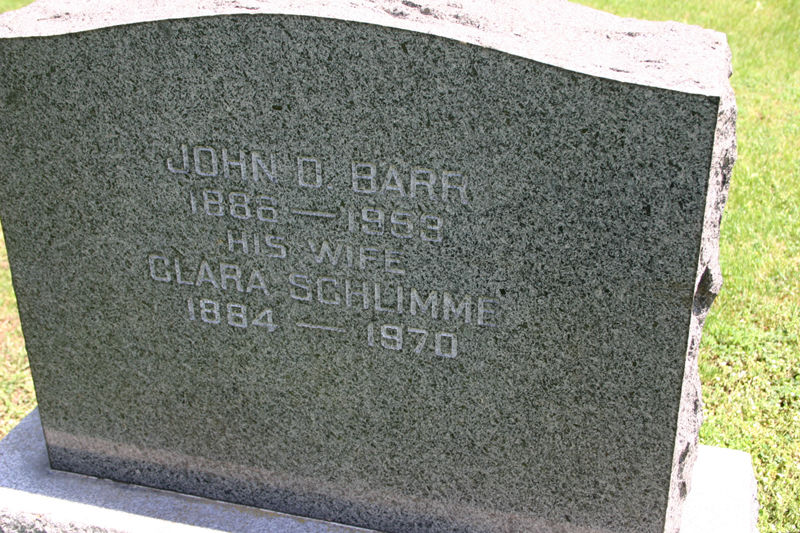 JOHN D. BARR
1886 — 1953
HIS WIFE
CLARA SCHLIMME
1884 — 1970